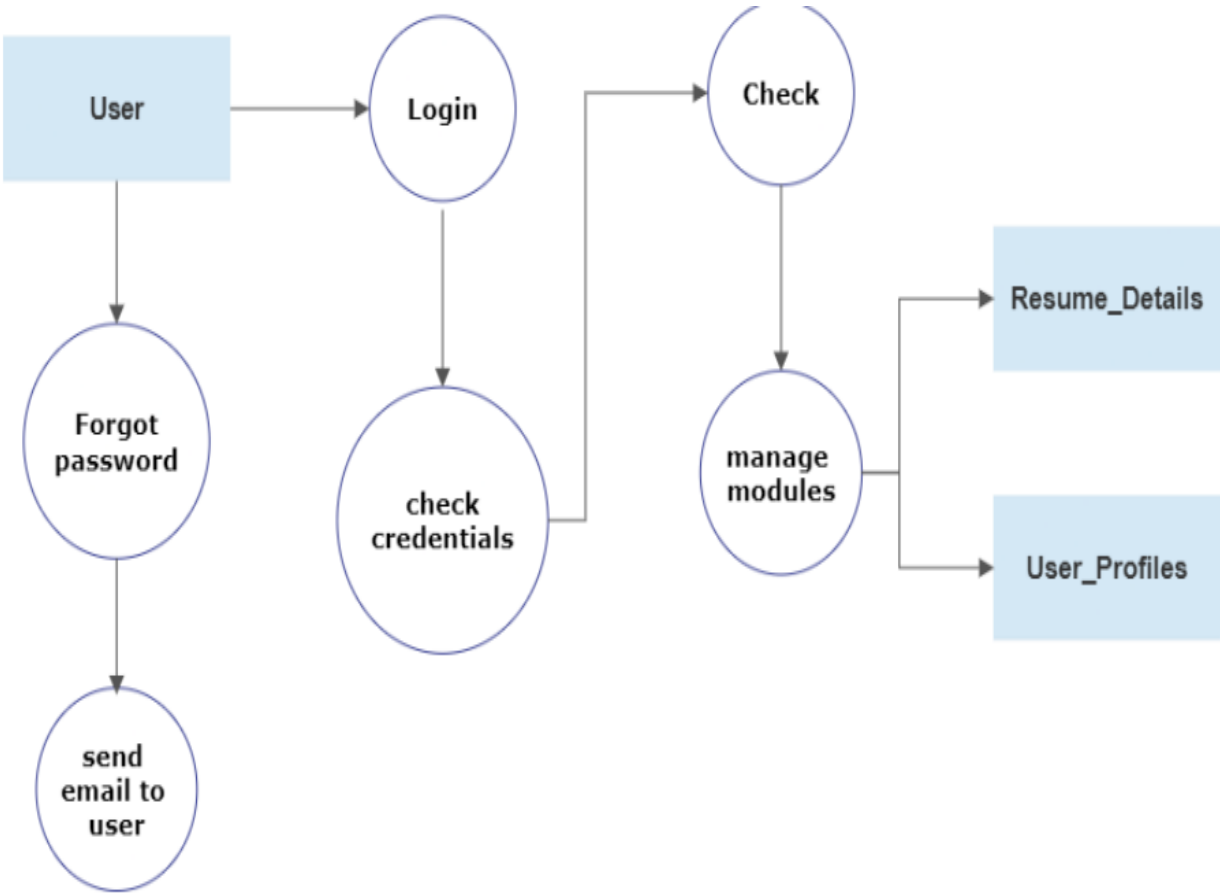 User
Login
Check
Resume_Details
Forgot
password
check
credentials
manage
modules
User_Profiles
send
email to
user